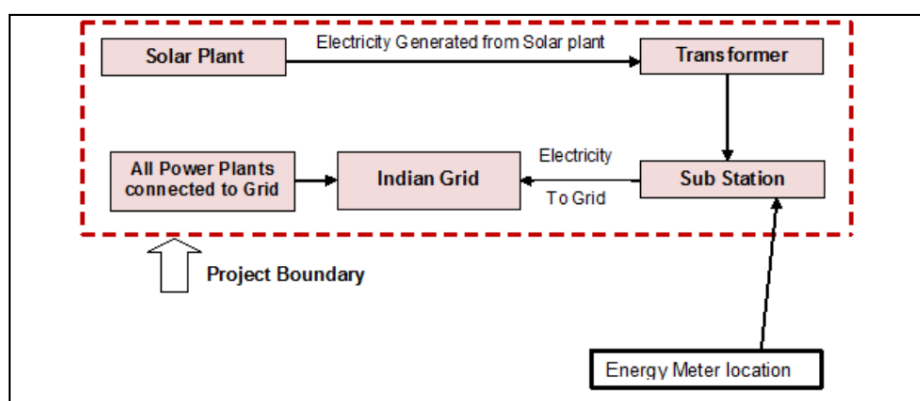 Electricity Generated from Solar plant
Solar Plant
Transformer
All Power Plants
connected to Grid
Indian Grid
Electricity
To Grid
Sub Station
Project Boundary
Energy Meter location